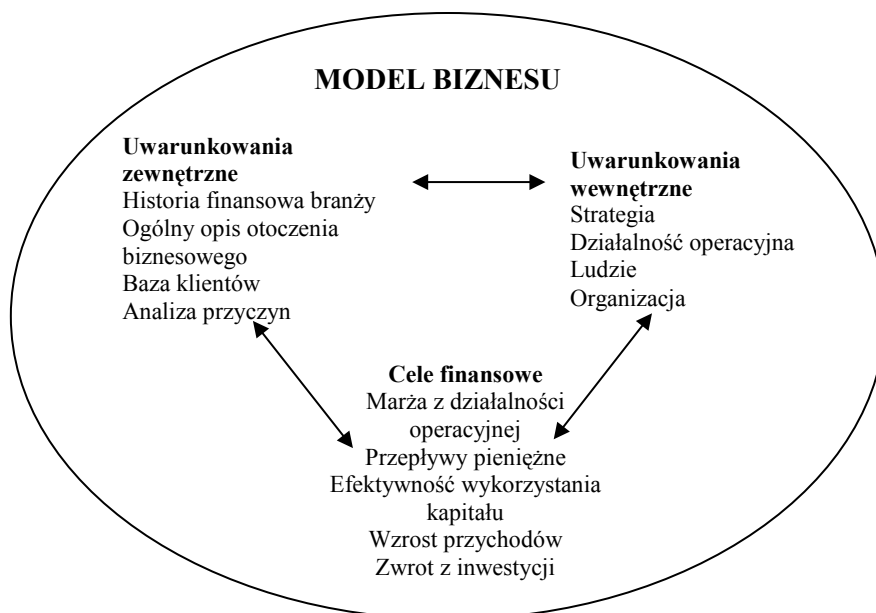 MODEL BIZNESU
Uwarunkowania
zewnętrzne
Historia finansowa branży
Ogólny opis otoczenia
biznesowego
Baza klientów
Analiza przyczyn
Uwarunkowania
wewnętrzne
Strategia
Działalność operacyjna
Ludzie
Organizacja
Cele finansowe
Marża z działalności
operacyjnej
Przepływy pieniężne
Efektywność wykorzystania
kapitału
Wzrost przychodów
Zwrot z inwestycji